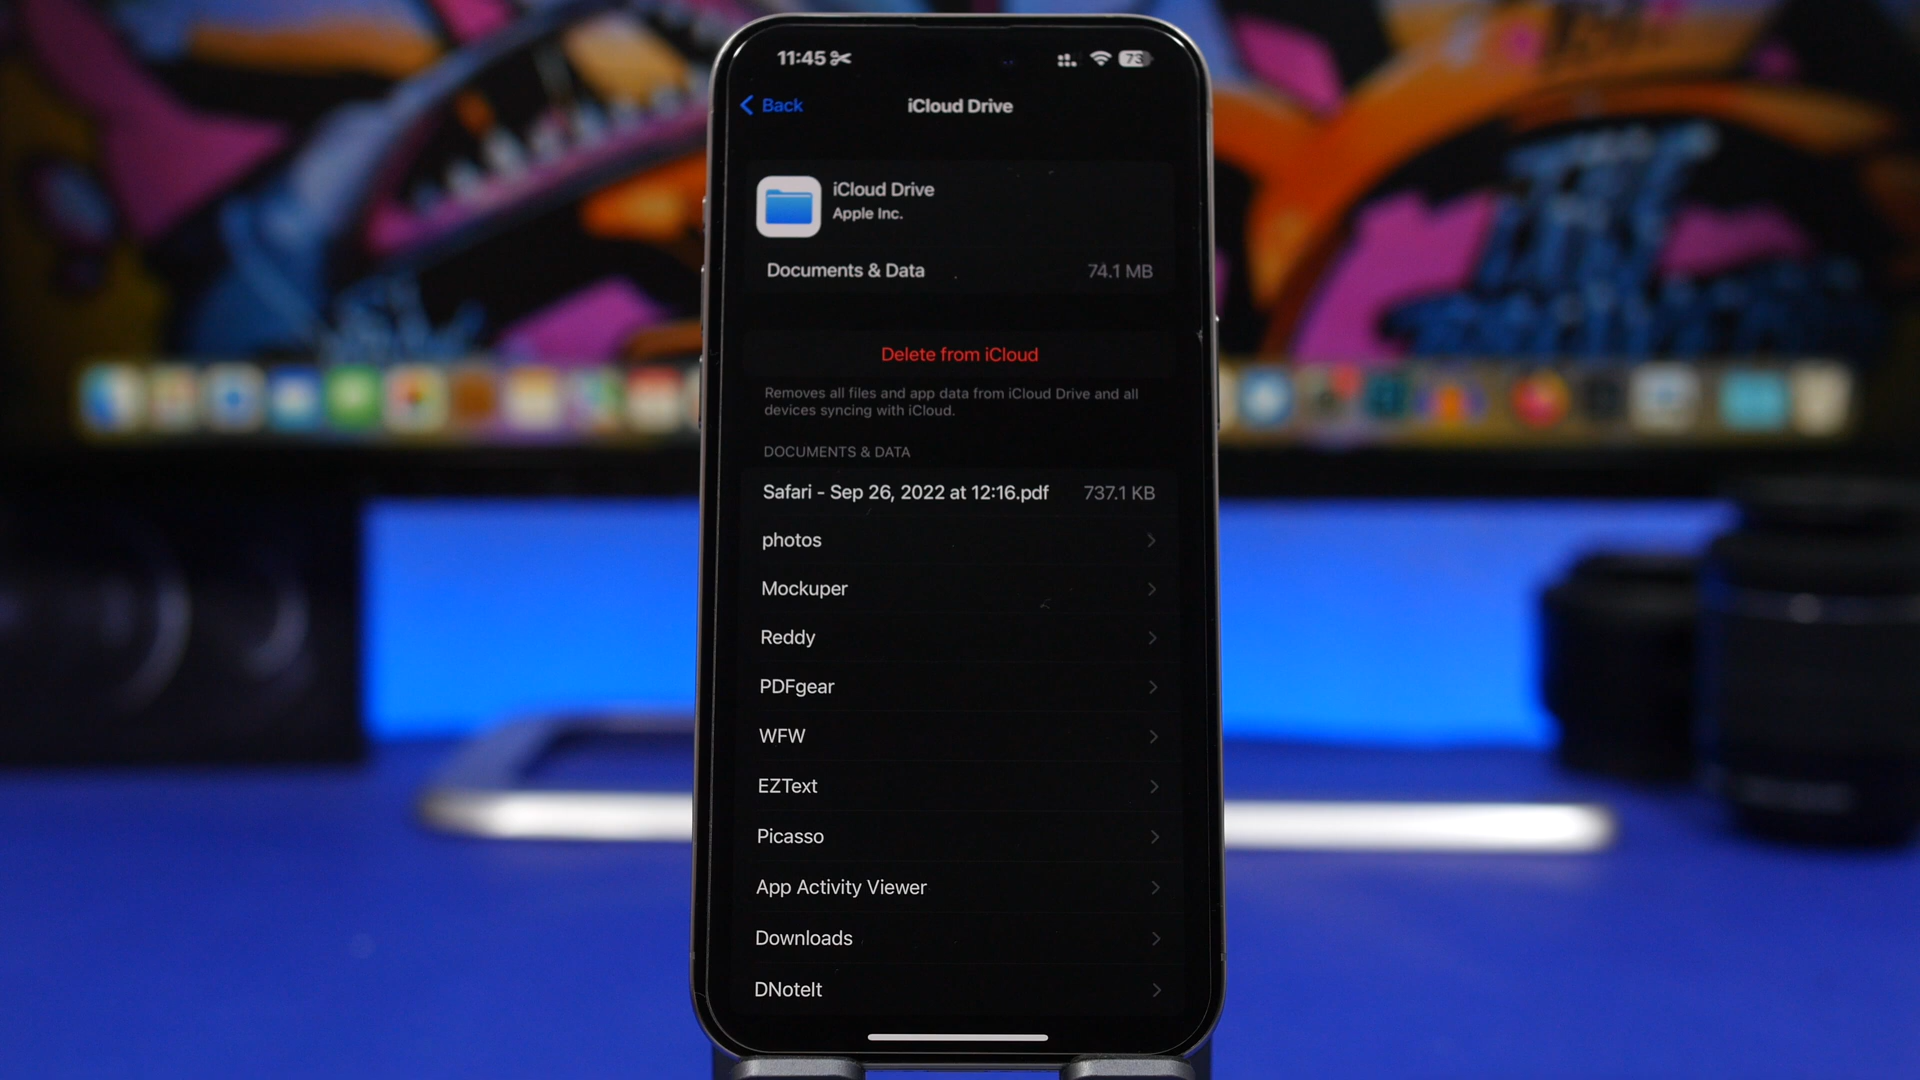 11:45
73
Back
iCloud Drive
iCloud Drive
Apple Inc.
Documents & Data
74.1 MB
Delete from iCloud
Removes all files and app data from iCloud Drive and all
devices syncing with iCloud.
DOCUMENTS & DATA
Safari - Sep 26, 2022 at 12:16.pdf
737.1 KB
photos
Mockuper
Reddy
PDFgear
WFW
EZText
Picasso
App Activity Viewer
Downloads
DNoteIt